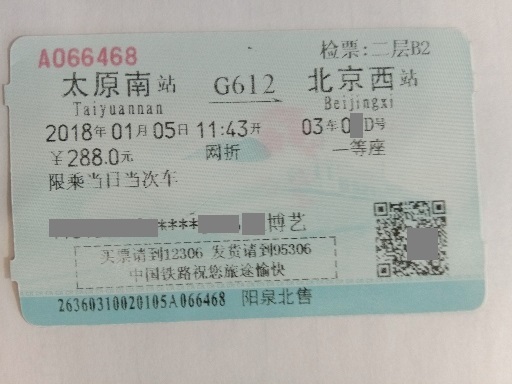 A066468 检票:二层B2
太原南站 G612 北京西站
Taiyuannan Beijingxi
2018年01月05日 11:43开 03车0 D号
￥288.0元 网折 一等座
限乘当日当次车
**** 博艺
买票请到12306 发货请到95306
中国铁路祝您旅途愉快
26360310020105A066468 阳泉北售